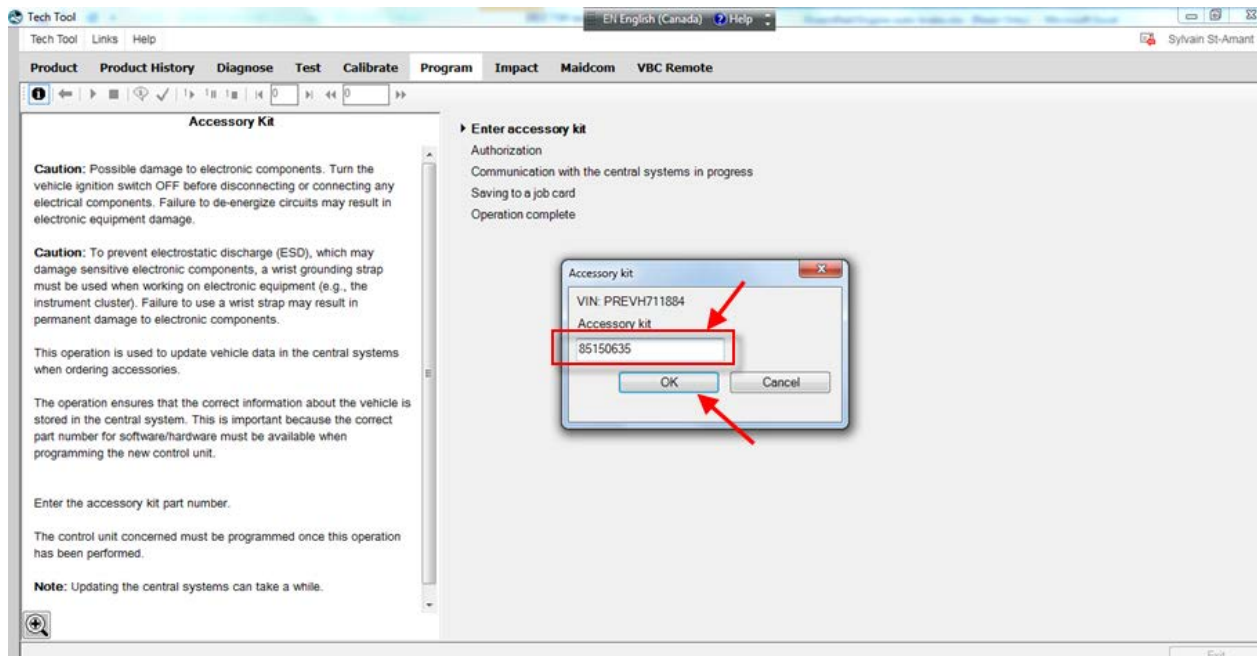 Tech Tool
EN English (Canada) Help
Tech Tool Links Help
Sylvain St-Amant
Product Product History Diagnose Test Calibrate Program Impact Maidcom VBC Remote
0 0
Accessory Kit
Caution: Possible damage to electronic components. Turn the
vehicle ignition switch OFF before disconnecting or connecting any
electrical components. Failure to de-energize circuits may result in
electronic equipment damage.
Caution: To prevent electrostatic discharge (ESD), which may
damage sensitive electronic components, a wrist grounding strap
must be used when working on electronic equipment (e.g., the
instrument cluster). Failure to use a wrist strap may result in
permanent damage to electronic components.
This operation is used to update vehicle data in the central systems
when ordering accessories.
The operation ensures that the correct information about the vehicle is
stored in the central system. This is important because the correct
part number for software/hardware must be available when
programming the new control unit.
Enter the accessory kit part number.
The control unit concerned must be programmed once this operation
has been performed.
Note: Updating the central systems can take a while.
Enter accessory kit
Authorization
Communication with the central systems in progress
Saving to a job card
Operation complete
Accessory kit
VIN: PREVH711884
Accessory kit
85150635
OK Cancel
Exit